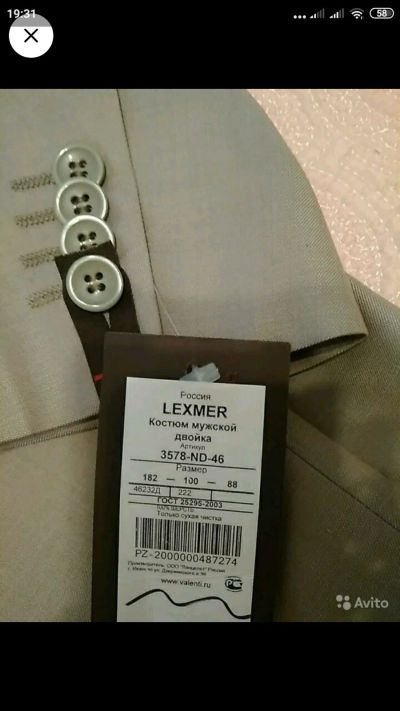 19:31
58
Россия
LEXMER
Костюм мужской
двойка
Артикул
3578-ND-46
Размер
182 — 100 — 88
46232Д 222
ГОСТ 25295-2003
Только сухая чистка
PZ-2000000487274
www.valenti.ru
Avito